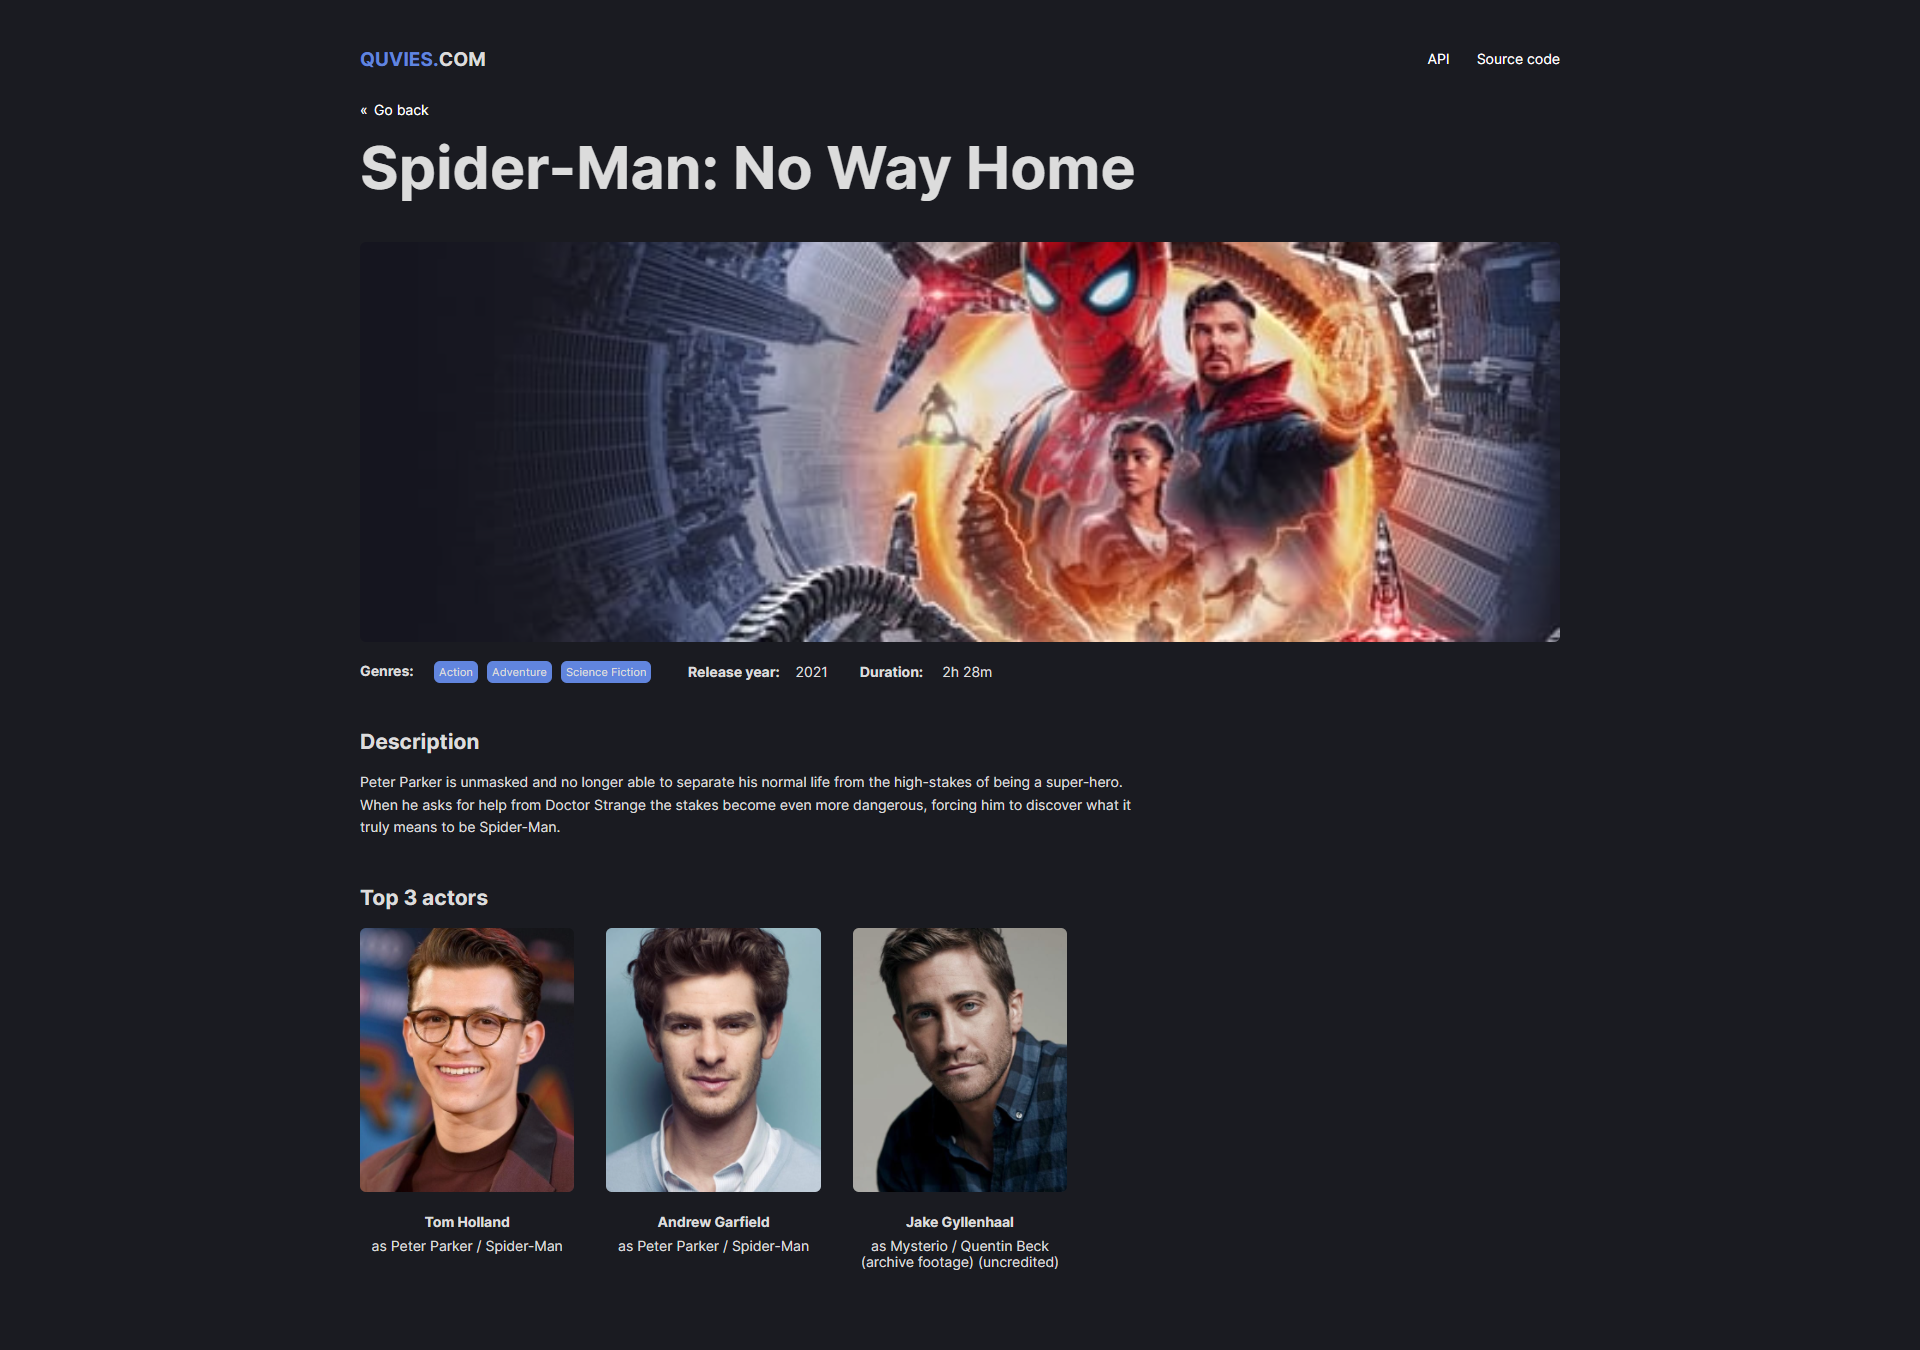 QUVIES.COM
API
Source code
« Go back
Spider-Man: No Way Home
Genres: Action Adventure Science Fiction Release year: 2021 Duration: 2h 28m
Description
Peter Parker is unmasked and no longer able to separate his normal life from the high-stakes of being a super-hero.
When he asks for help from Doctor Strange the stakes become even more dangerous, forcing him to discover what it
truly means to be Spider-Man.
Top 3 actors
Tom Holland
as Peter Parker / Spider-Man
Andrew Garfield
as Peter Parker / Spider-Man
Jake Gyllenhaal
as Mysterio / Quentin Beck
(archive footage) (uncredited)